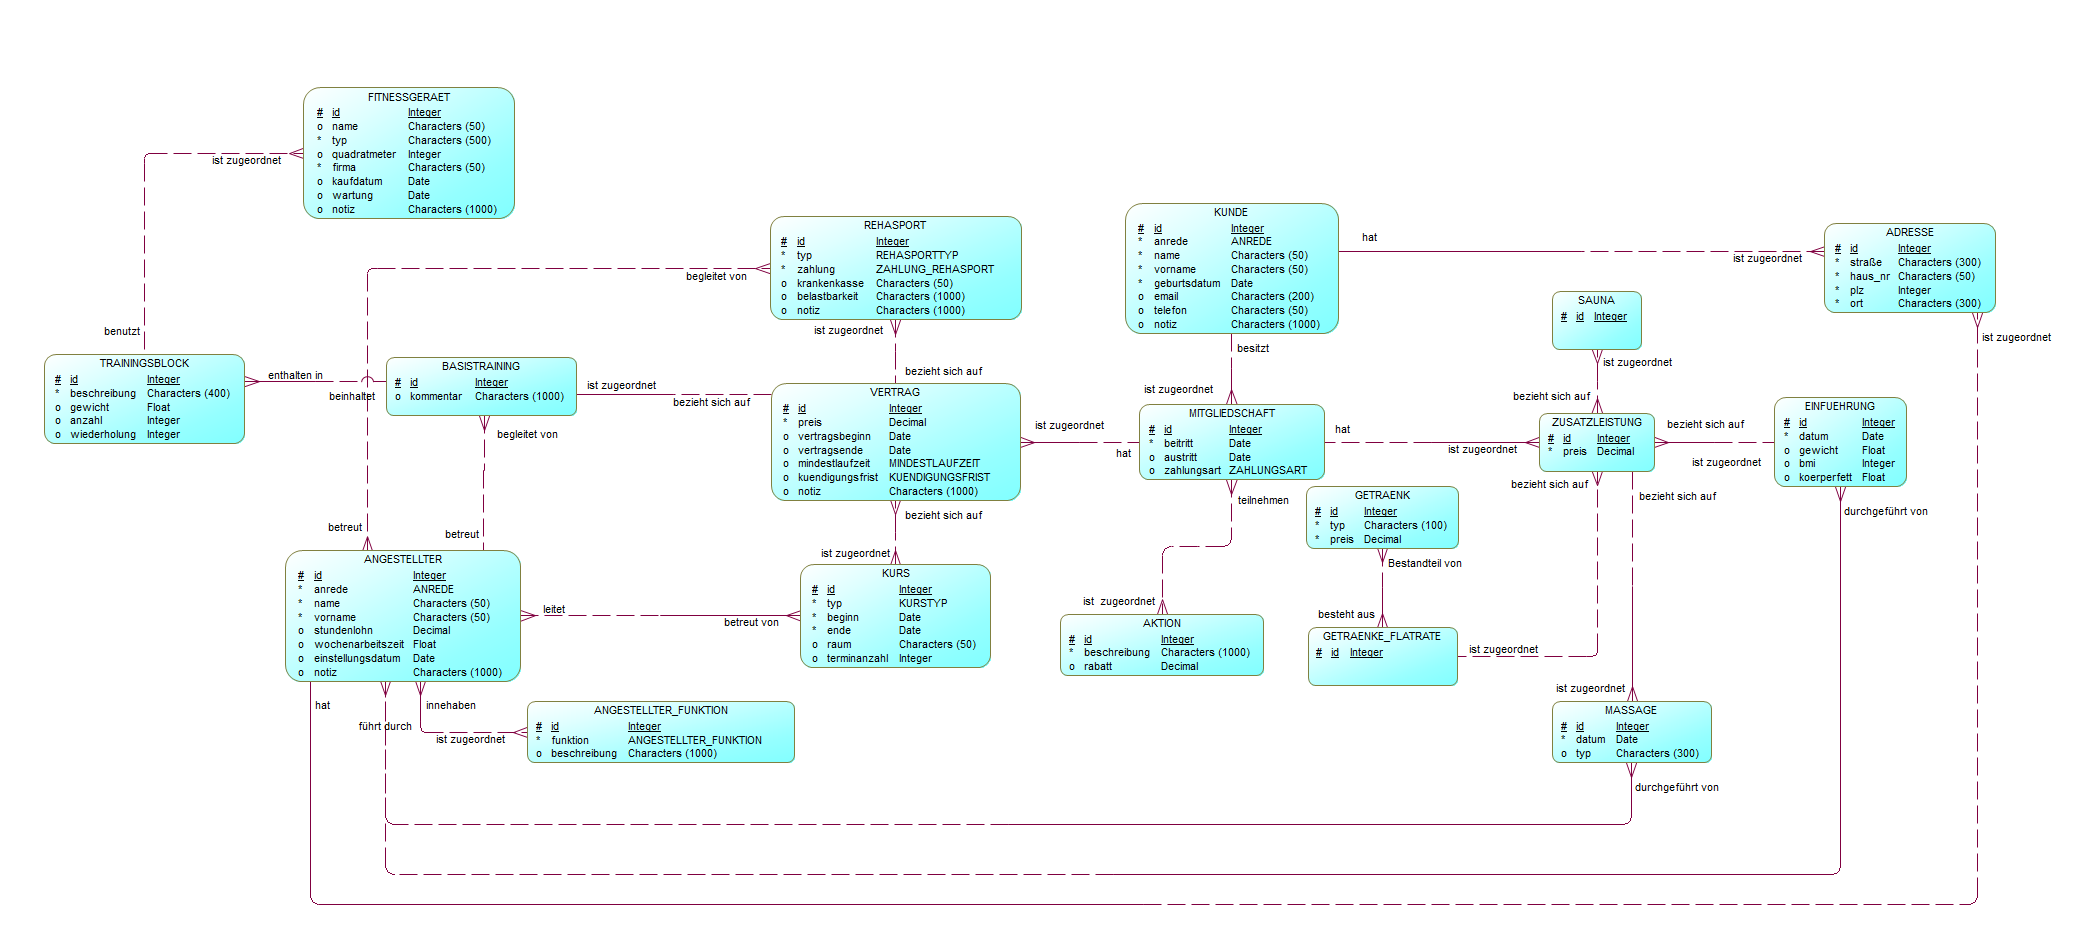 FITNESSGERAET
# id Integer
o name Characters (50)
* typ Characters (500)
o quadratmeter Integer
* firma Characters (50)
o kaufdatum Date
o wartung Date
o notiz Characters (1000)
ist zugeordnet
benutzt
TRAININGSBLOCK
# id Integer
* beschreibung Characters (400)
o gewicht Float
o anzahl Integer
o wiederholung Integer
enthalten in
beinhaltet
BASISTRAINING
# id Integer
o kommentar Characters (1000)
begleitet von
betreut
betreut
ist zugeordnet
bezieht sich auf
REHASPORT
# id Integer
* typ REHASPORTTYP
* zahlung ZAHLUNG_REHASPORT
o krankenkasse Characters (50)
o belastbarkeit Characters (1000)
o notiz Characters (1000)
begleitet von
ist zugeordnet
bezieht sich auf
VERTRAG
# id Integer
* preis Decimal
o vertragsbeginn Date
o vertragsende Date
o mindestlaufzeit MINDESTLAUFZEIT
o kuendigungsfrist KUENDIGUNGSFRIST
o notiz Characters (1000)
bezieht sich auf
ist zugeordnet
KURS
# id Integer
* typ KURSTYP
* beginn Date
* ende Date
o raum Characters (50)
o terminanzahl Integer
leitet
betreut von
ANGESTELLTER
# id Integer
* anrede ANREDE
* name Characters (50)
* vorname Characters (50)
o stundenlohn Decimal
o wochenarbeitszeit Float
o einstellungsdatum Date
o notiz Characters (1000)
hat
führt durch
innehaben
ist zugeordnet
ANGESTELLTER_FUNKTION
# id Integer
* funktion ANGESTELLTER_FUNKTION
o beschreibung Characters (1000)
KUNDE
# id Integer
* anrede ANREDE
* name Characters (50)
* vorname Characters (50)
* geburtsdatum Date
o email Characters (200)
o telefon Characters (50)
o notiz Characters (1000)
hat
ist zugeordnet
besitzt
ist zugeordnet
ADRESSE
# id Integer
* straße Characters (300)
* haus_nr Characters (50)
* plz Integer
* ort Characters (300)
ist zugeordnet
MITGLIEDSCHAFT
# id Integer
* beitritt Date
o austritt Date
o zahlungsart ZAHLUNGSART
ist zugeordnet
hat
hat
ist zugeordnet
teilnehmen
ist zugeordnet
AKTION
# id Integer
* beschreibung Characters (1000)
o rabatt Decimal
GETRAENK
# id Integer
* typ Characters (100)
* preis Decimal
Bestandteil von
besteht aus
GETRAENKE_FLATRATE
# id Integer
ist zugeordnet
bezieht sich auf
SAUNA
# id Integer
ist zugeordnet
bezieht sich auf
ZUSATZLEISTUNG
# id Integer
* preis Decimal
bezieht sich auf
ist zugeordnet
bezieht sich auf
ist zugeordnet
EINFUEHRUNG
# id Integer
* datum Date
o gewicht Float
o bmi Integer
o koerperfett Float
durchgeführt von
MASSAGE
# id Integer
* datum Date
o typ Characters (300)
durchgeführt von